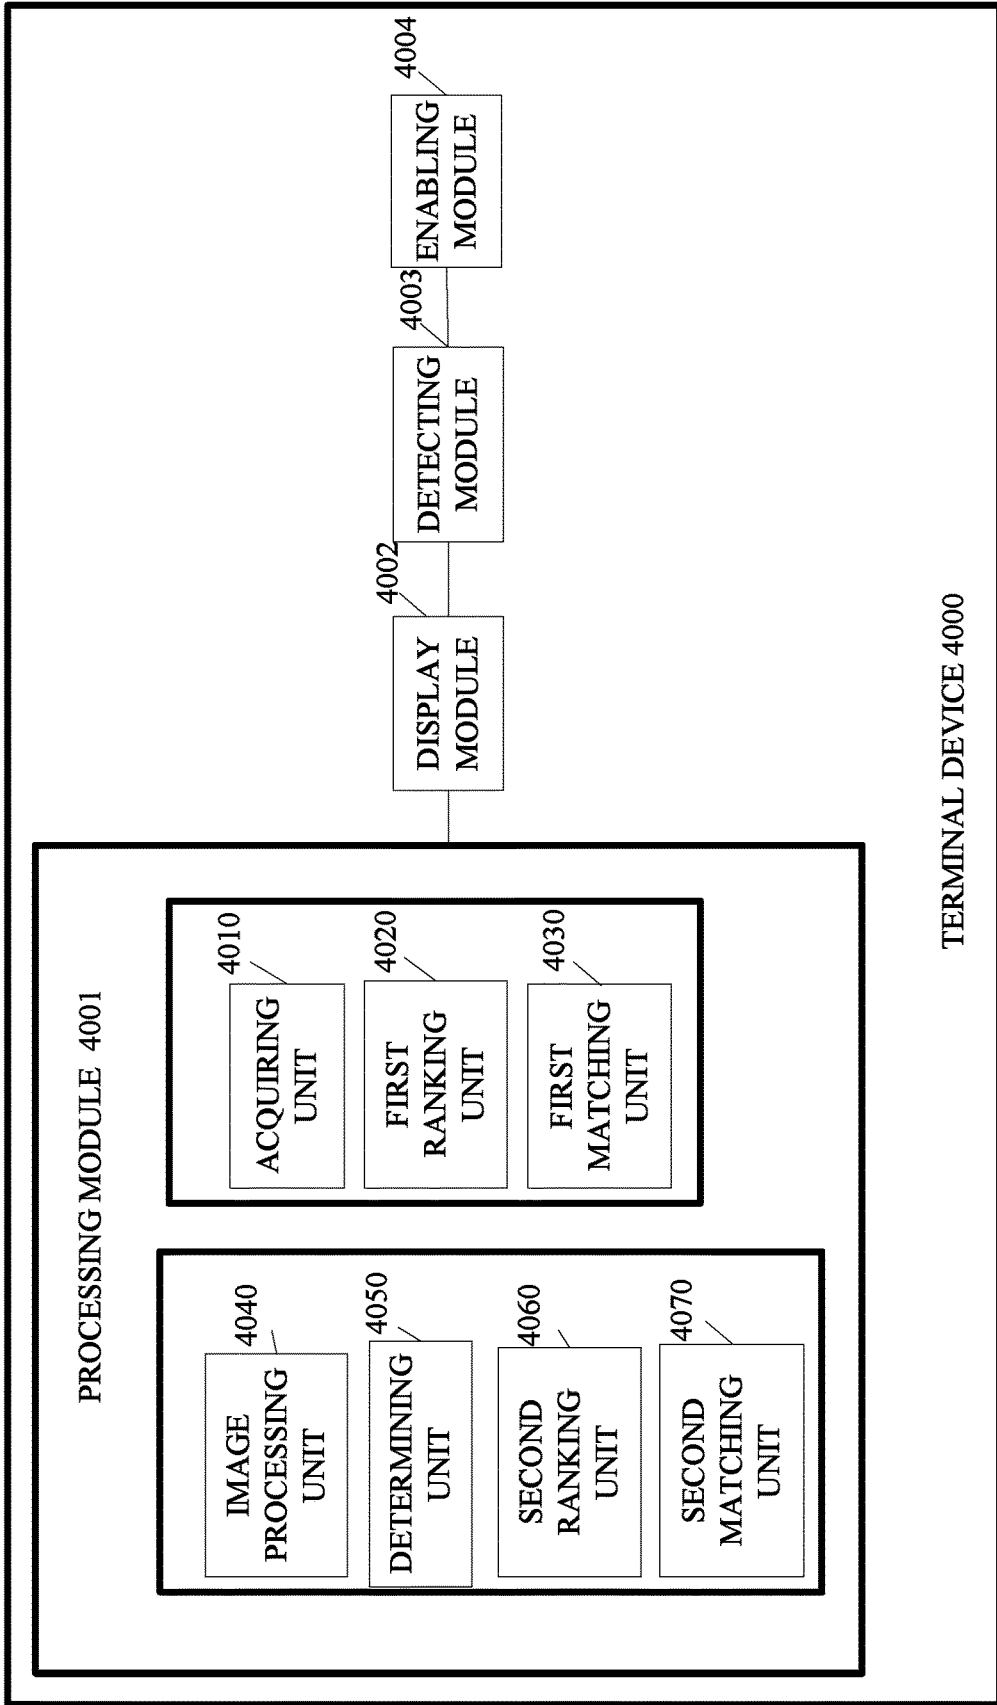 PROCESSING MODULE 4001
4040
IMAGE
PROCESSING
UNIT
4050
DETERMINING
UNIT
4060
SECOND
RANKING
UNIT
4070
SECOND
MATCHING
UNIT
4010
ACQUIRING
UNIT
4020
FIRST
RANKING
UNIT
4030
FIRST
MATCHING
UNIT
4002
DISPLAY
MODULE
4003
DETECTING
MODULE
4004
ENABLING
MODULE
TERMINAL DEVICE 4000